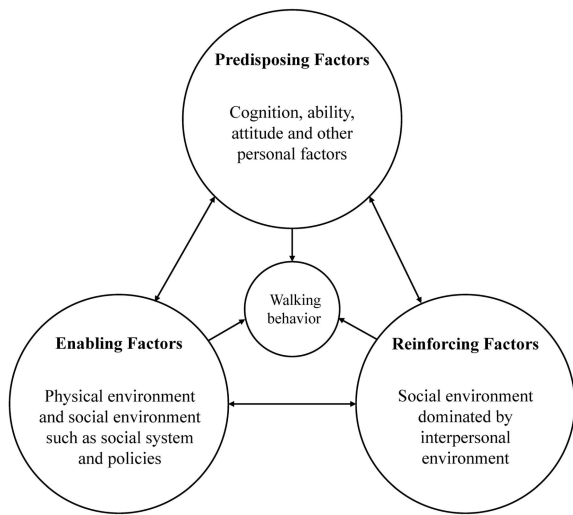 Predisposing Factors
Cognition, ability,
attitude and other
personal factors
Walking
behavior
Enabling Factors
Physical environment
and social environment
such as social system
and policies
Reinforcing Factors
Social environment
dominated by
interpersonal
environment